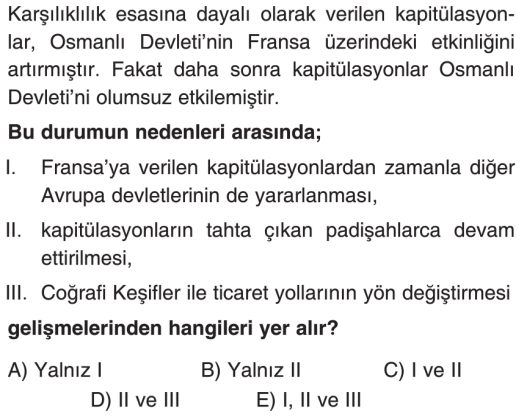 Karşılıklılık esasına dayalı olarak verilen kapitülasyon-
lar, Osmanlı Devleti’nin Fransa üzerindeki etkinliğini
artırmıştır. Fakat daha sonra kapitülasyonlar Osmanlı
Devleti’ni olumsuz etkilemiştir.
Bu durumun nedenleri arasında;
I. Fransa’ya verilen kapitülasyonlardan zamanla diğer
Avrupa devletlerinin de yararlanması,
II. kapitülasyonların tahta çıkan padişahlarca devam
ettirilmesi,
III. Coğrafi Keşifler ile ticaret yollarının yön değiştirmesi
gelişmelerinden hangileri yer alır?
A) Yalnız I B) Yalnız II C) I ve II
D) II ve III E) I, II ve III